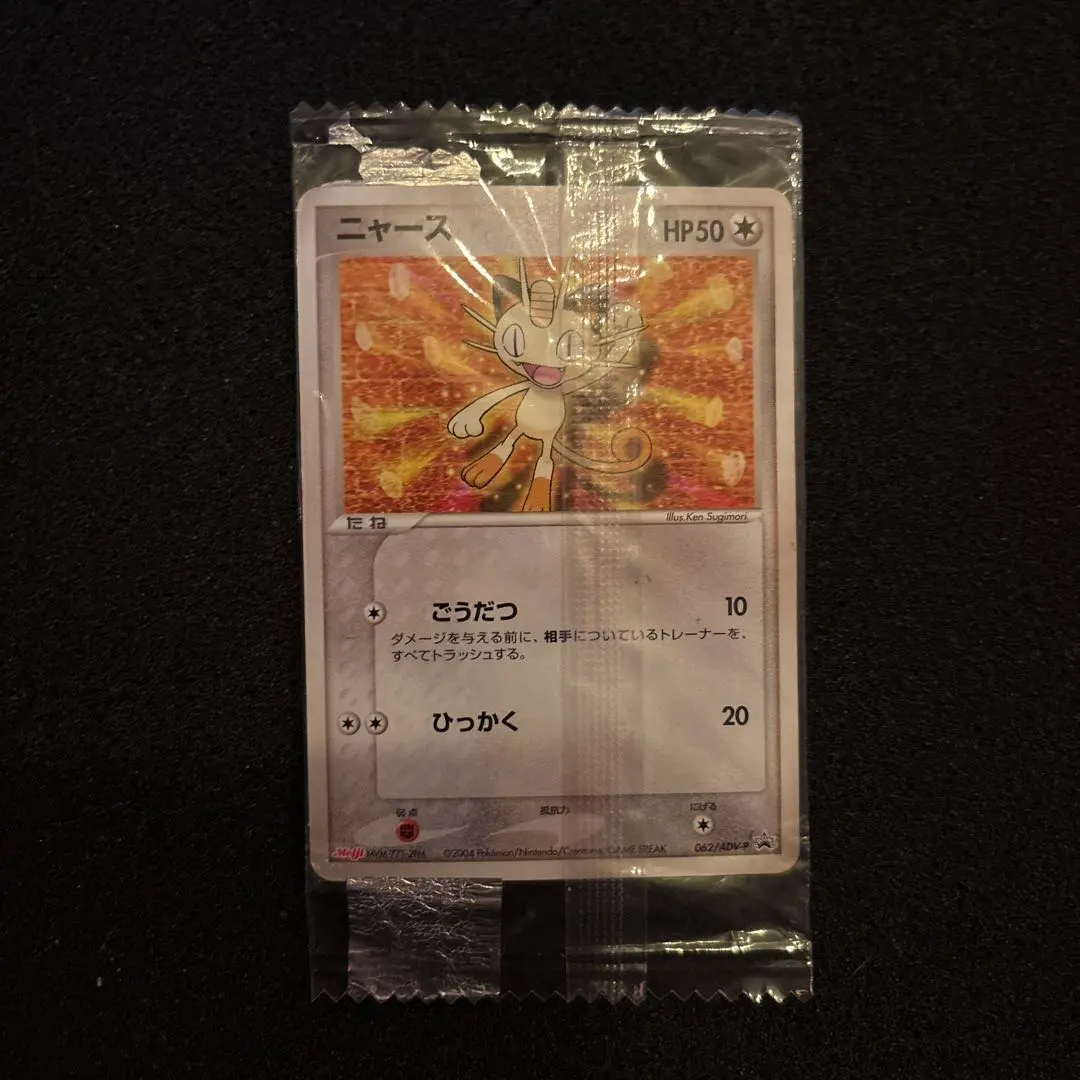 ニャース
HP50
Illus. Ken Sugimori
たね
ごうだつ 10
ダメージを与える前に、相手についているトレーナーを、
すべてトラッシュする。
ひっかく 20
弱点 抵抗力 にげる
Meiji ©2004 Pokémon/Nintendo/Creatures/GAME FREAK 062/ADV-P